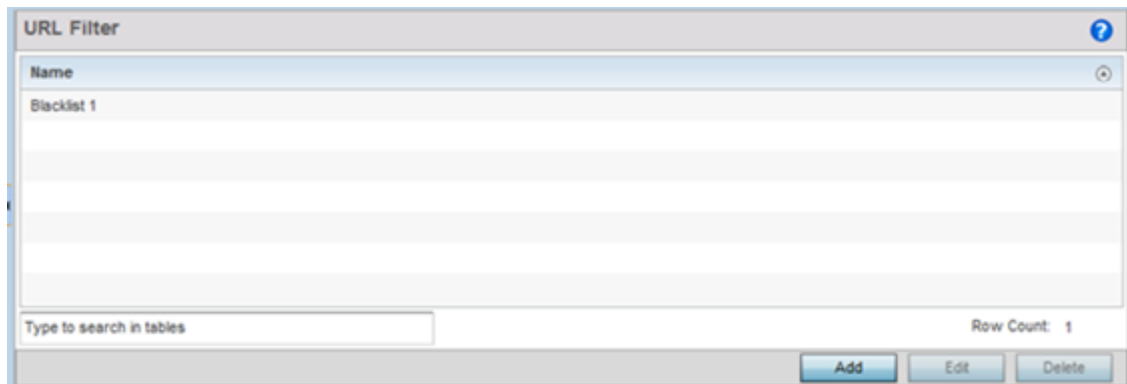 URL Filter ?
Name
Blacklist 1
Type to search in tables
Row Count: 1
Add Edit Delete